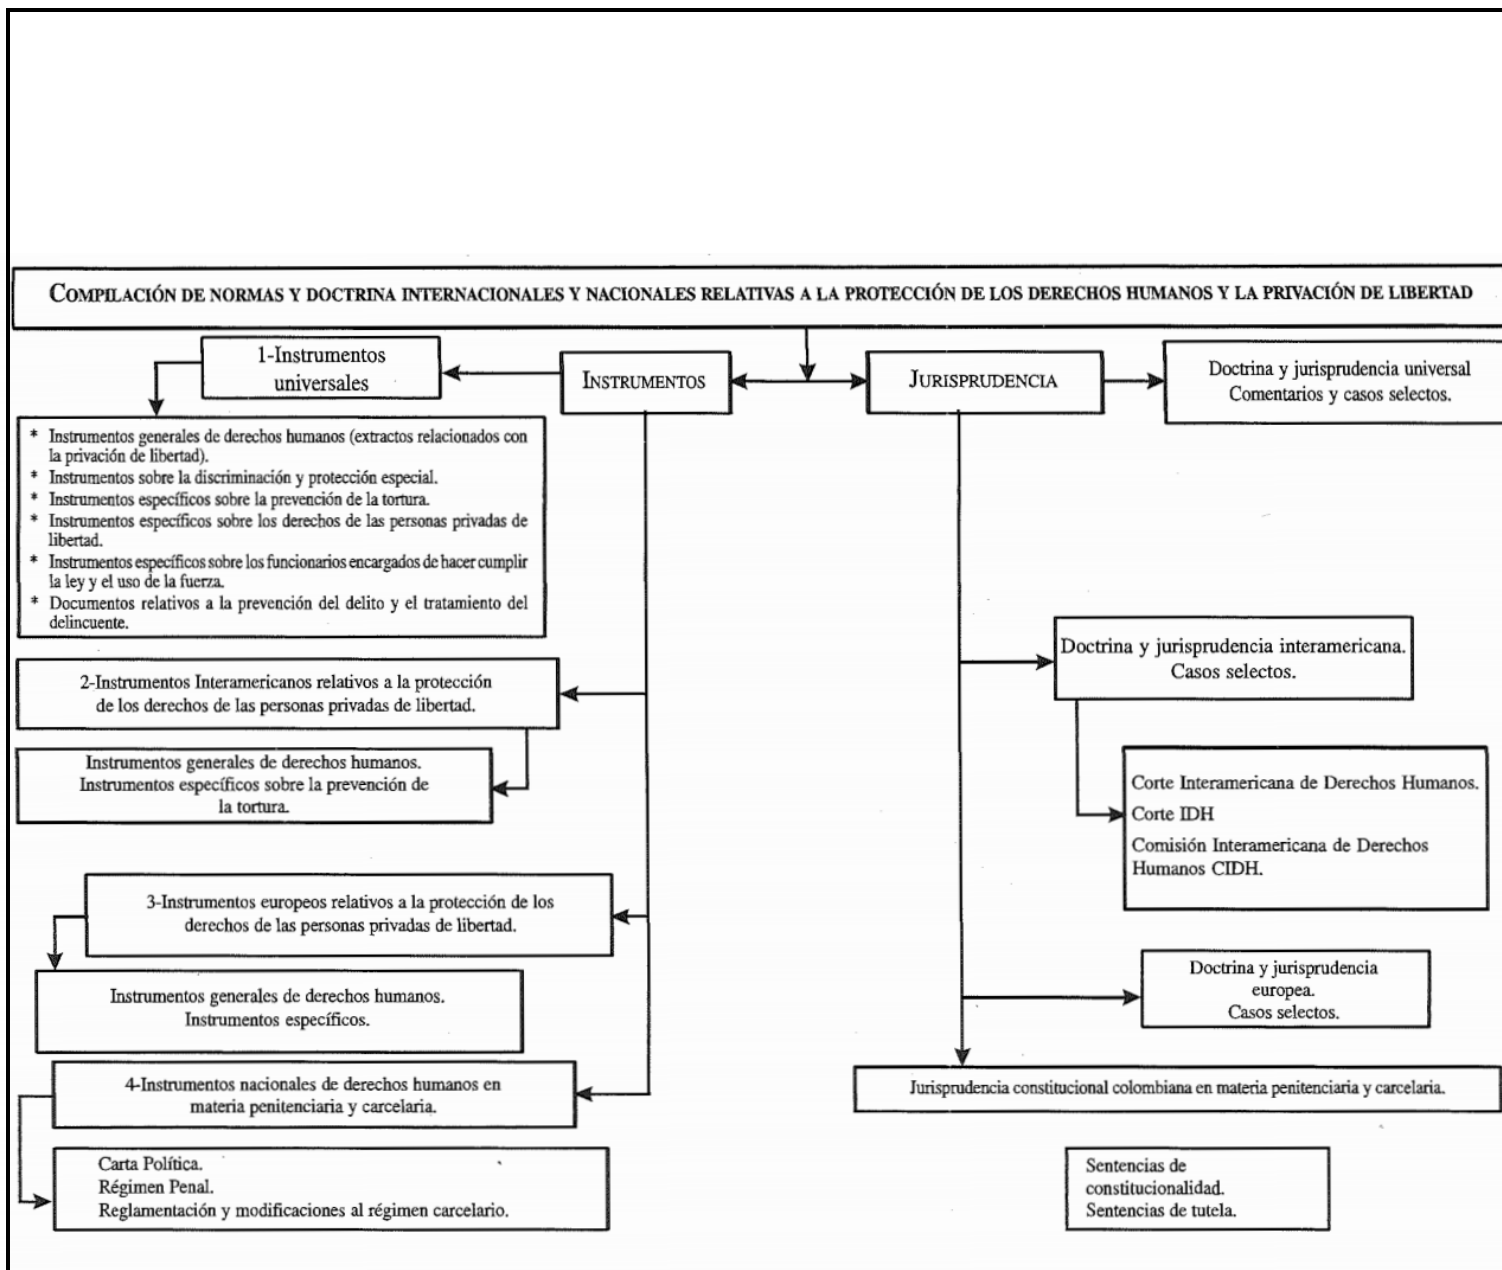 COMPILACIÓN DE NORMAS Y DOCTRINA INTERNACIONALES Y NACIONALES RELATIVAS A LA PROTECCIÓN DE LOS DERECHOS HUMANOS Y LA PRIVACIÓN DE LIBERTAD
1-Instrumentos
universales
INSTRUMENTOS
JURISPRUDENCIA
Doctrina y jurisprudencia universal
Comentarios y casos selectos.
* Instrumentos generales de derechos humanos (extractos relacionados con
la privación de libertad).
* Instrumentos sobre la discriminación y protección especial.
* Instrumentos específicos sobre la prevención de la tortura.
* Instrumentos específicos sobre los derechos de las personas privadas de
libertad.
* Instrumentos específicos sobre los funcionarios encargados de hacer cumplir
la ley y el uso de la fuerza.
* Documentos relativos a la prevención del delito y el tratamiento del
delincuente.
2-Instrumentos Interamericanos relativos a la protección
de los derechos de las personas privadas de libertad.
Instrumentos generales de derechos humanos.
Instrumentos específicos sobre la prevención de
la tortura.
3-Instrumentos europeos relativos a la protección de los
derechos de las personas privadas de libertad.
Instrumentos generales de derechos humanos.
Instrumentos específicos.
4-Instrumentos nacionales de derechos humanos en
materia penitenciaria y carcelaria.
Carta Política.
Régimen Penal.
Reglamentación y modificaciones al régimen carcelario.
Doctrina y jurisprudencia interamericana.
Casos selectos.
Corte Interamericana de Derechos Humanos.
Corte IDH
Comisión Interamericana de Derechos
Humanos CIDH.
Doctrina y jurisprudencia
europea.
Casos selectos.
Jurisprudencia constitucional colombiana en materia penitenciaria y carcelaria.
Sentencias de
constitucionalidad.
Sentencias de tutela.